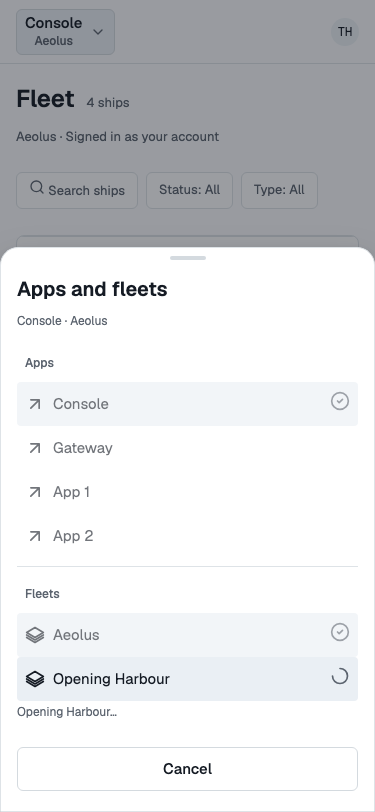 Console
Aeolus
TH
Fleet 4 ships
Aeolus · Signed in as your account
Search ships
Status: All
Type: All
Apps and fleets
Console · Aeolus
Apps
Console
Gateway
App 1
App 2
Fleets
Aeolus
Opening Harbour
Opening Harbour...
Cancel